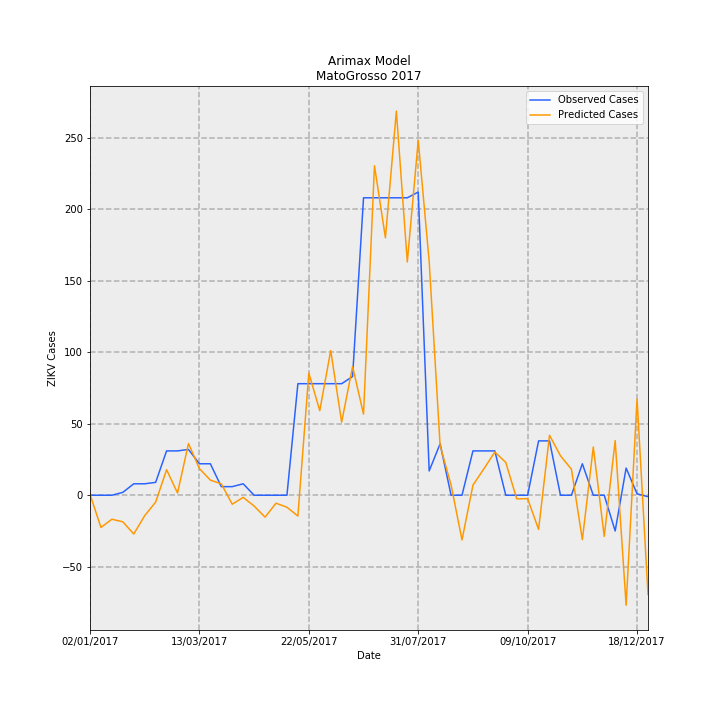 Arimax Model
MatoGrosso 2017
Observed Cases
Predicted Cases
250
200
150
100
50
0
−50
ZIKV Cases
02/01/2017 13/03/2017 22/05/2017 31/07/2017 09/10/2017 18/12/2017
Date